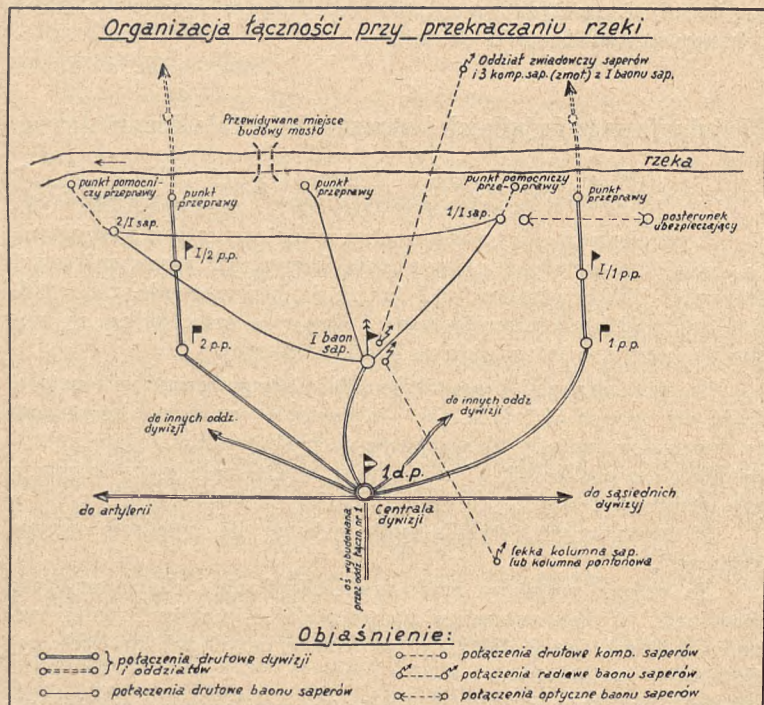 Organizacja łączności przy przekraczaniu rzeki
Oddział zwiadowczy saperów
i 3 komp. sap. (zmot) z I baonu sap.
Przewidywane miejsce
budowy mostu
rzeka
punkt pomocni-
czy przeprawy
punkt
przeprawy
punkt
przeprawy
punkt pomocniczy
prze- prawy
punkt
przeprawy
2/I sap.
1/I sap.
posterunek
ubezpieczający
I/2 p.p.
I/1 p.p.
I baon
sap.
2 p.p.
1 p.p.
do innych oddz.
dywizji
do innych oddz
dywizji
1 d.p.
do artylerii
Centrala
dywizji
do sąsiednich
dywizyj
oś wybudowana
przez oddz. łączn. nr 1
lekka kolumna sap.
lub kolumna pontonowa
Objaśnienie:
połączenia drutowe dywizji
i oddziałów
połączenia drutowe baonu saperów
połączenia drutowe komp. saperów
połączenia radiowe baonu saperów
połączenia optyczne baonu saperów